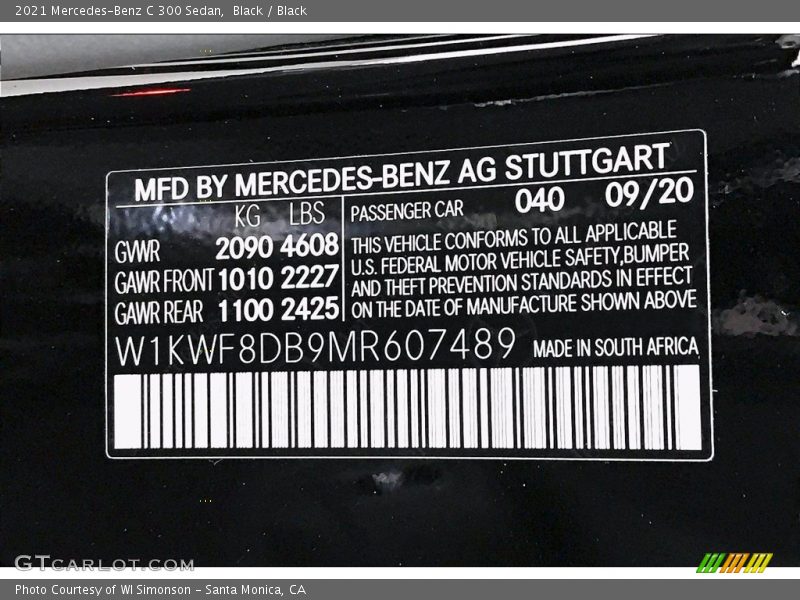 2021 Mercedes-Benz C 300 Sedan, Black / Black
MFD BY MERCEDES-BENZ AG STUTTGART
KG LBS PASSENGER CAR 040 09/20
GVWR 2090 4608
GAWR FRONT 1010 2227
GAWR REAR 1100 2425
THIS VEHICLE CONFORMS TO ALL APPLICABLE
U.S. FEDERAL MOTOR VEHICLE SAFETY,BUMPER
AND THEFT PREVENTION STANDARDS IN EFFECT
ON THE DATE OF MANUFACTURE SHOWN ABOVE
W1KWF8DB9MR607489 MADE IN SOUTH AFRICA
GTCARLOT.COM
Photo Courtesy of WI Simonson - Santa Monica, CA